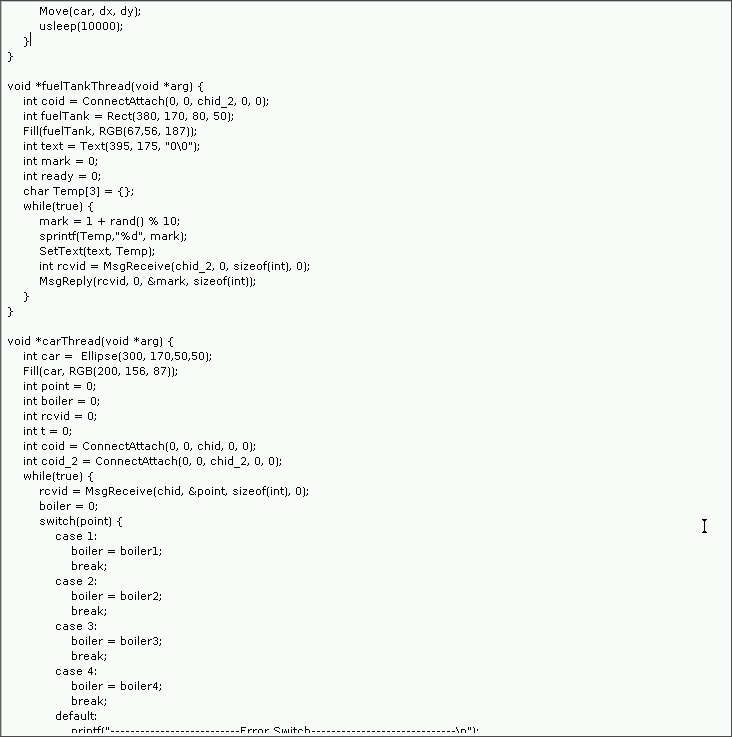 Move(car, dx, dy);
usleep(10000);
}
}
void *fuelTankThread(void *arg) {
int coid = ConnectAttach(0, 0, chid_2, 0, 0);
int fuelTank = Rect(380, 170, 80, 50);
Fill(fuelTank, RGB(67,56, 187));
int text = Text(395, 175, "0\0");
int mark = 0;
int ready = 0;
char Temp[3] = {};
while(true) {
mark = 1 + rand() % 10;
sprintf(Temp,"%d", mark);
SetText(text, Temp);
int rcvid = MsgReceive(chid_2, 0, sizeof(int), 0);
MsgReply(rcvid, 0, &mark, sizeof(int));
}
}
void *carThread(void *arg) {
int car =  Ellipse(300, 170,50,50);
Fill(car, RGB(200, 156, 87));
int point = 0;
int boiler = 0;
int rcvid = 0;
int t = 0;
int coid = ConnectAttach(0, 0, chid, 0, 0);
int coid_2 = ConnectAttach(0, 0, chid_2, 0, 0);
while(true) {
rcvid = MsgReceive(chid, &point, sizeof(int), 0);
boiler = 0;
switch(point) {
case 1:
boiler = boiler1;
break;
case 2:
boiler = boiler2;
break;
case 3:
boiler = boiler3;
break;
case 4:
boiler = boiler4;
break;
default:
printf("--------------------------Error Switch-----------------------------\n");